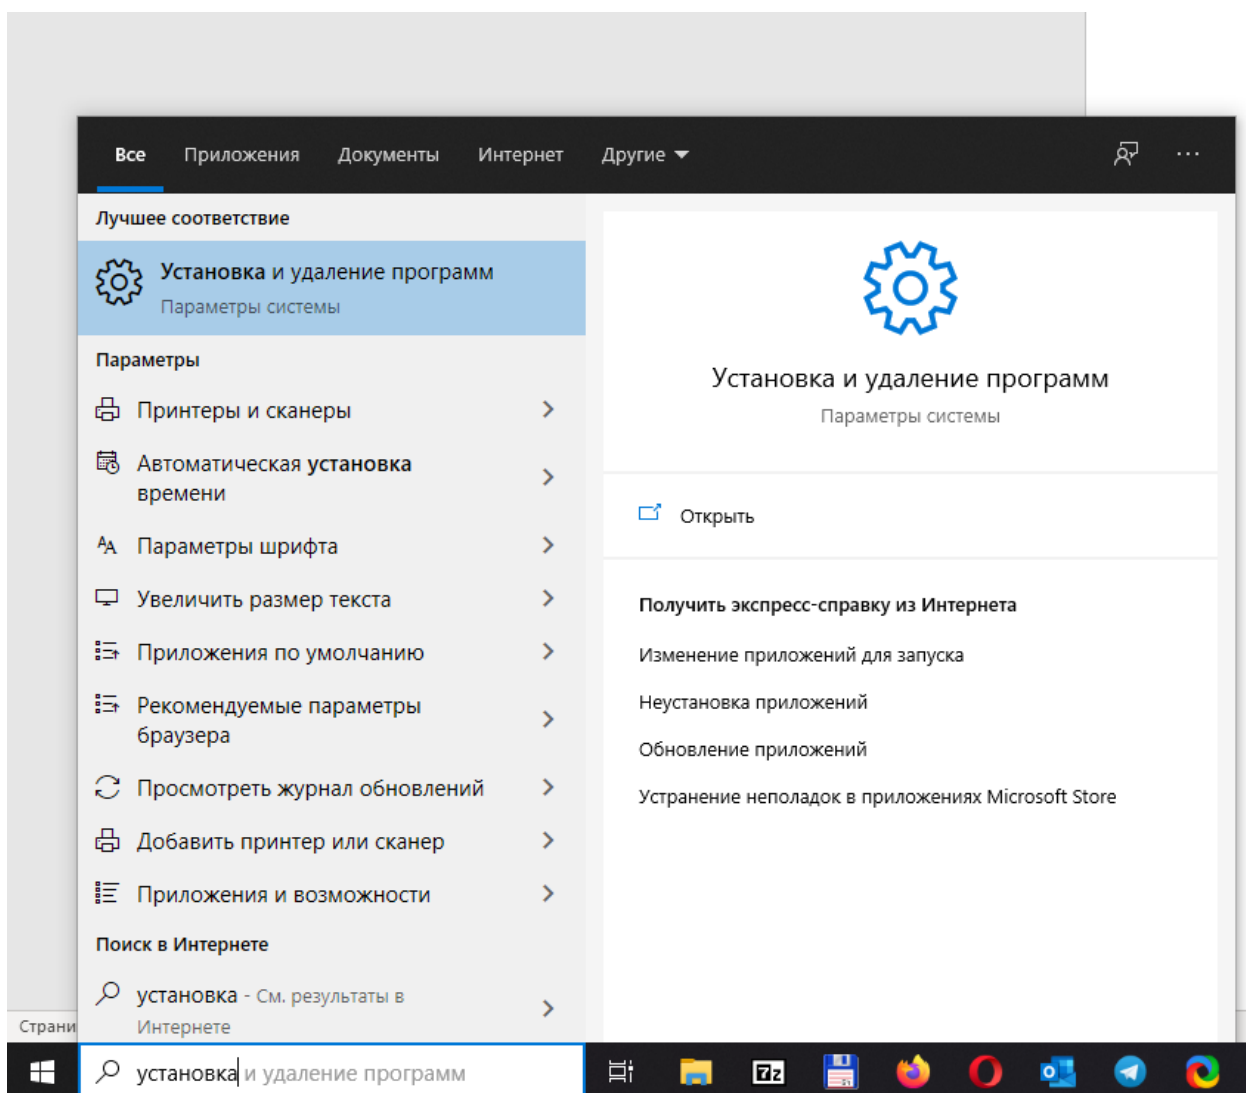 Все Приложения Документы Интернет Другие
Лучшее соответствие
Установка и удаление программ
Параметры системы
Параметры
Принтеры и сканеры
Автоматическая установка
времени
Параметры шрифта
Увеличить размер текста
Приложения по умолчанию
Рекомендуемые параметры
браузера
Просмотреть журнал обновлений
Добавить принтер или сканер
Приложения и возможности
Поиск в Интернете
установка - См. результаты в
Интернете
Установка и удаление программ
Параметры системы
Открыть
Получить экспресс-справку из Интернета
Изменение приложений для запуска
Неустановка приложений
Обновление приложений
Устранение неполадок в приложениях Microsoft Store
Страни
установка и удаление программ
7z